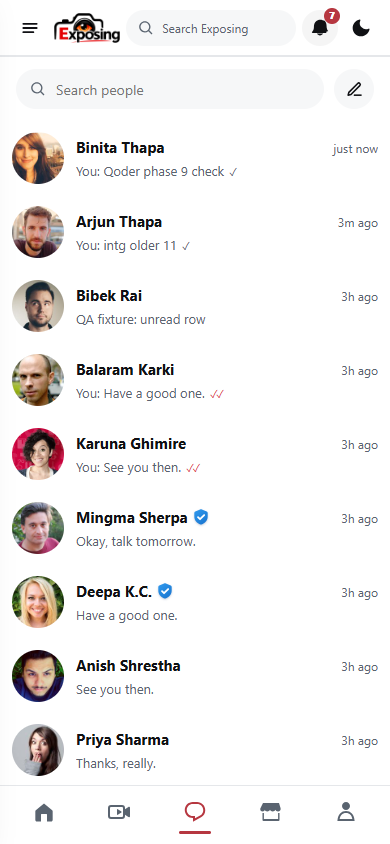 Exposing
Search Exposing
7
Search people
Binita Thapa
just now
You: Qoder phase 9 check ✓
Arjun Thapa
3m ago
You: intg older 11 ✓
Bibek Rai
3h ago
QA fixture: unread row
Balaram Karki
3h ago
You: Have a good one. ✓✓
Karuna Ghimire
3h ago
You: See you then. ✓✓
Mingma Sherpa
3h ago
Okay, talk tomorrow.
Deepa K.C.
3h ago
Have a good one.
Anish Shrestha
3h ago
See you then.
Priya Sharma
3h ago
Thanks, really.